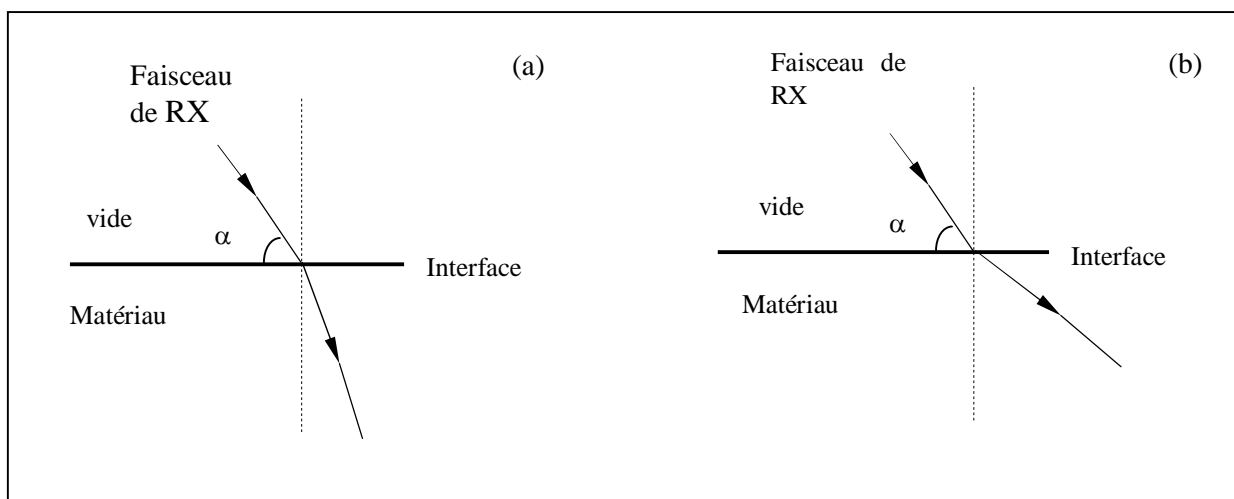 Faisceau
de RX
(a)
vide
α
Interface
Matériau
Faisceau de
RX
(b)
vide
α
Interface
Matériau